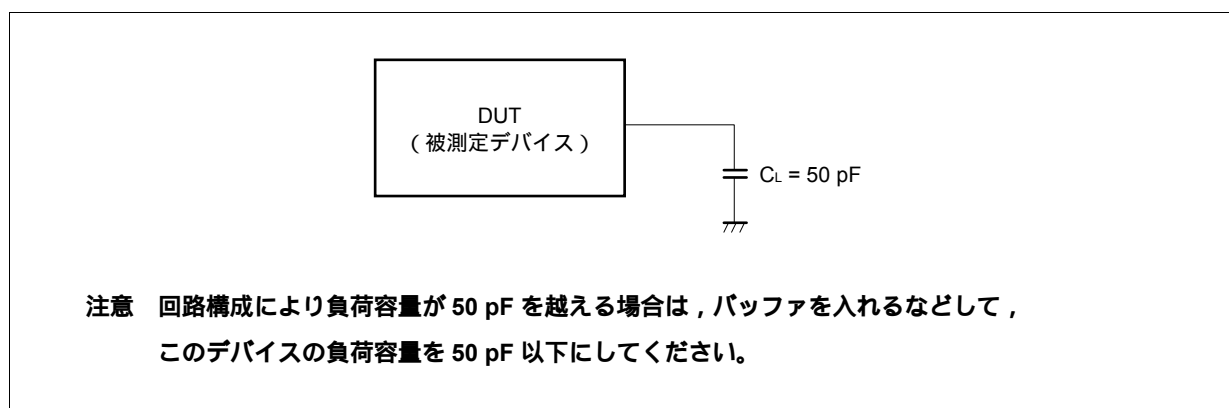 DUT
（被測定デバイス）
CL = 50 pF
注意　回路構成により負荷容量が 50 pF を越える場合は，バッファを入れるなどして，
このデバイスの負荷容量を 50 pF 以下にしてください。